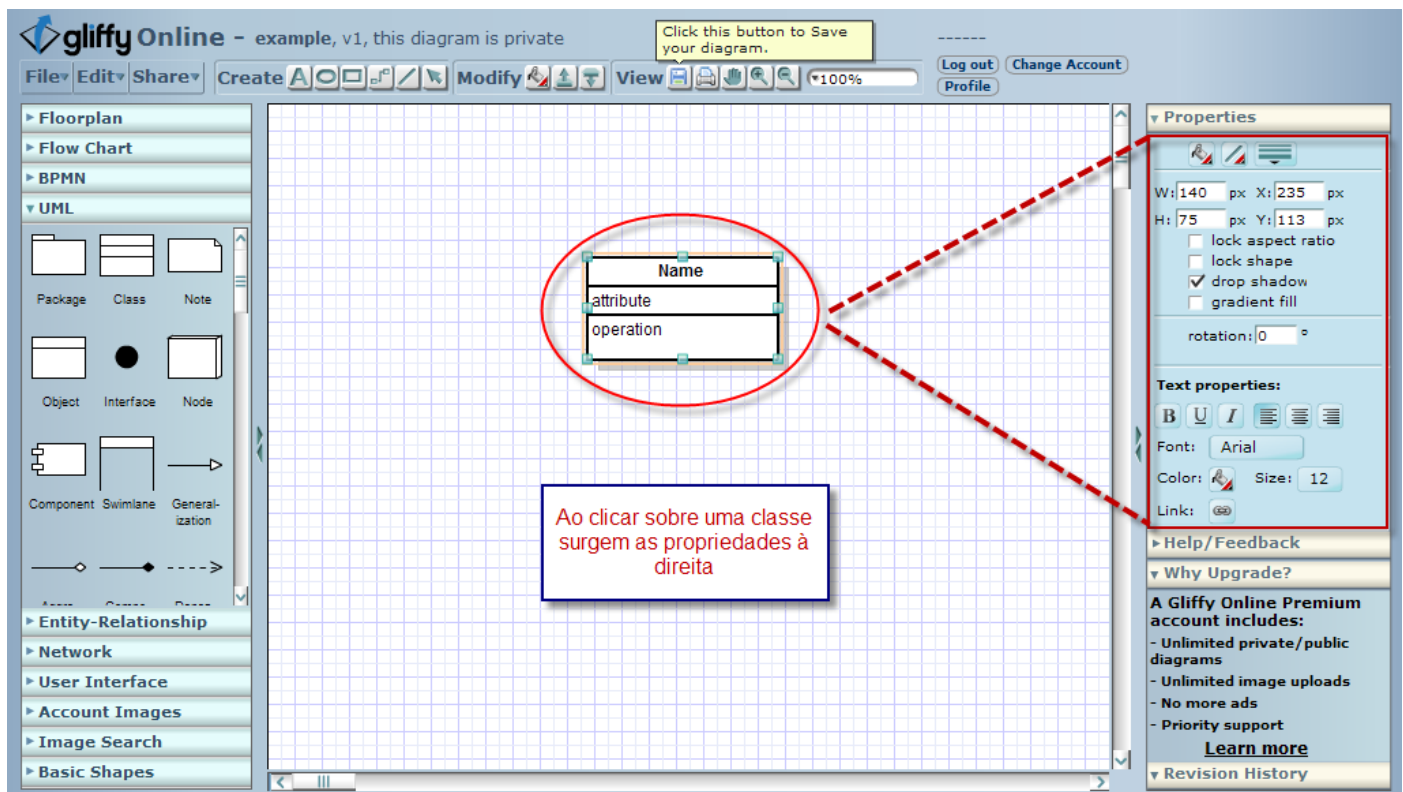 gliffy Online - example, v1, this diagram is private
Click this button to Save
your diagram.
------
File Edit Share Create A Modify View 100%
Log out Change Account
Profile
Floorplan
Flow Chart
BPMN
UML
Package Class Note
Object Interface Node
Component Swimlane General-
ization
Entity-Relationship
Network
User Interface
Account Images
Image Search
Basic Shapes
Name
attribute
operation
Ao clicar sobre uma classe
surgem as propriedades à
direita
Properties
W: 140 px X: 235 px
H: 75 px Y: 113 px
lock aspect ratio
lock shape
drop shadow
gradient fill
rotation: 0 °
Text properties:
B U I
Font: Arial
Color: Size: 12
Link:
Help/Feedback
Why Upgrade?
A Gliffy Online Premium
account includes:
- Unlimited private/public
diagrams
- Unlimited image uploads
- No more ads
- Priority support
Learn more
Revision History